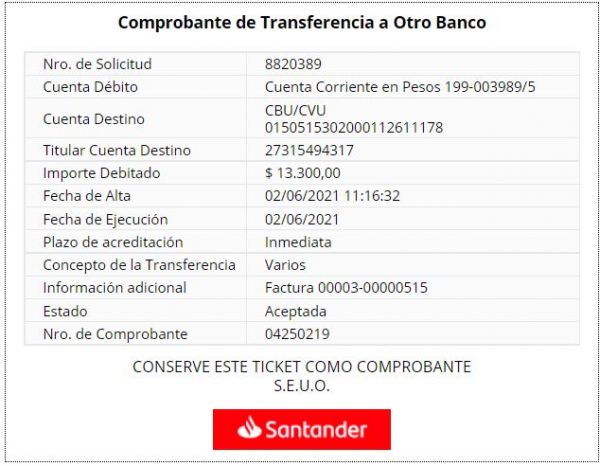 Comprobante de Transferencia a Otro Banco
Nro. de Solicitud 8820389
Cuenta Débito Cuenta Corriente en Pesos 199-003989/5
Cuenta Destino CBU/CVU
0150515302000112611178
Titular Cuenta Destino 27315494317
Importe Debitado $ 13.300,00
Fecha de Alta 02/06/2021 11:16:32
Fecha de Ejecución 02/06/2021
Plazo de acreditación Inmediata
Concepto de la Transferencia Varios
Información adicional Factura 00003-00000515
Estado Aceptada
Nro. de Comprobante 04250219
CONSERVE ESTE TICKET COMO COMPROBANTE
S.E.U.O.
Santander